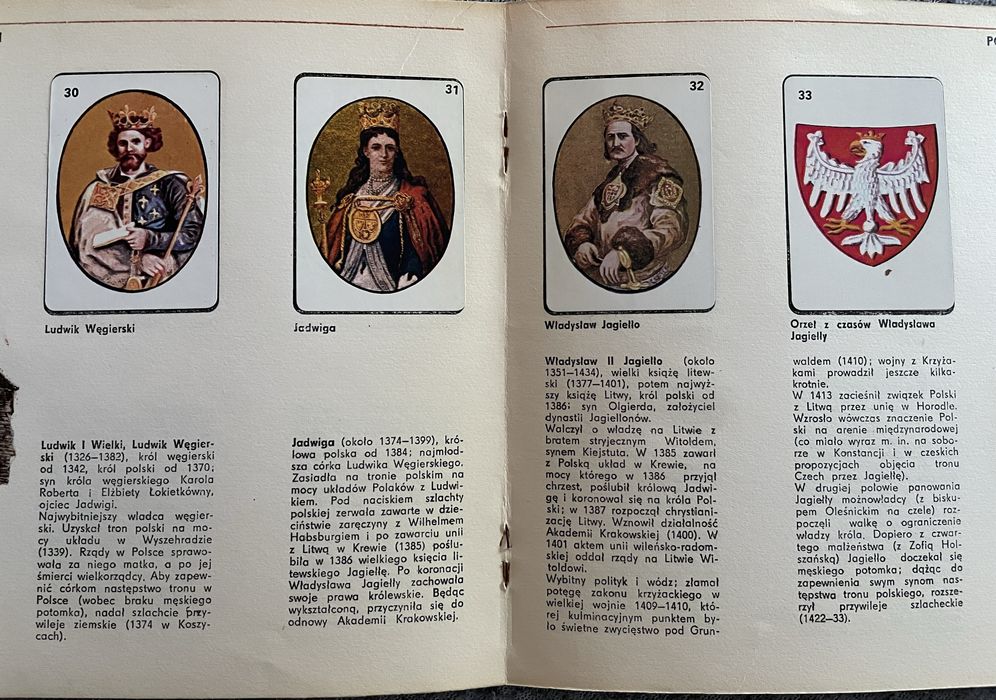 30
Ludwik Węgierski
Ludwik I Wielki, Ludwik Węgier-
ski (1326—1382), król węgierski
od 1342, król polski od 1370;
syn króla węgierskiego Karola
Roberta i Elżbiety Łokietkówny,
ojciec Jadwigi.
Najwybitniejszy władca węgier-
ski. Uzyskał tron polski na mo-
cy układu w Wyszehradzie
(1339). Rządy w Polsce sprawo-
wała za niego matka, a po jej
śmierci wielkorządcy. Aby zapew-
nić córkom następstwo tronu w
Polsce (wobec braku męskiego
potomka), nadał szlachcie przy-
wileje ziemskie (1374 w Koszy-
cach).
31
Jadwiga
Jadwiga (około 1374—1399), kró-
lowa polska od 1384; najmłod-
sza córka Ludwika Węgierskiego.
Zasiadła na tronie polskim na
mocy układów Polaków z Ludwi-
kiem. Pod naciskiem szlachty
polskiej zerwała zawarte w dzie-
ciństwie zaręczyny z Wilhelmem
Habsburgiem i po zawarciu unii
z Litwą w Krewie (1385) poślu-
biła w 1386 wielkiego księcia li-
tewskiego Jagiełłę. Po koronacji
Władysława Jagiełły zachowała
swoje prawa królewskie. Będąc
wykształconą, przyczyniła się do
odnowy Akademii Krakowskiej.
32
Władysław Jagiełło
Władysław II Jagiełło (około
1351—1434), wielki książę litew-
ski (1377—1401), potem najwyż-
szy książę Litwy, król polski od
1386; syn Olgierda, założyciel
dynastii Jagiellonów.
Walczył o władzę na Litwie z
bratem stryjecznym Witoldem,
synem Kiejstuta. W 1385 zawarł
z Polską układ w Krewie, na
mocy którego w 1386 przyjął
chrzest, poślubił królową Jadwi-
gę i koronował się na króla Pol-
ski; w 1387 rozpoczął chrystiani-
zację Litwy. Wznowił działalność
Akademii Krakowskiej (1400). W
1401 aktem unii wileńsko-radom-
skiej oddał rządy na Litwie Wi-
toldowi.
Wybitny polityk i wódz; złamał
potęgę zakonu krzyżackiego w
wielkiej wojnie 1409—1410, któ-
rej kulminacyjnym punktem by-
ło świetne zwycięstwo pod Grun-
33
Orzeł z czasów Władysława
Jagiełły
waldem (1410); wojny z Krzyża-
kami prowadził jeszcze kilka-
krotnie.
W 1413 zacieśnił związek Polski
z Litwą przez unię w Horodle.
Wzrosło wówczas znaczenie Pol-
ski na arenie międzynarodowej
(co miało wyraz m. in. na sobo-
rze w Konstancji i w czeskich
propozycjach objęcia tronu
Czech przez Jagiełłę).
W drugiej połowie panowania
Jagiełły możnowładcy (z bisku-
pem Oleśnickim na czele) roz-
poczęli walkę o ograniczenie
władzy króla. Dopiero z czwar-
tego małżeństwa (z Zofią Hol-
szańską) Jagiełło doczekał się
męskiego potomka; dążąc do
zapewnienia swym synom nas-
tępstwa tronu polskiego, rozsze-
rzył przywileje szlacheckie
(1422—33).